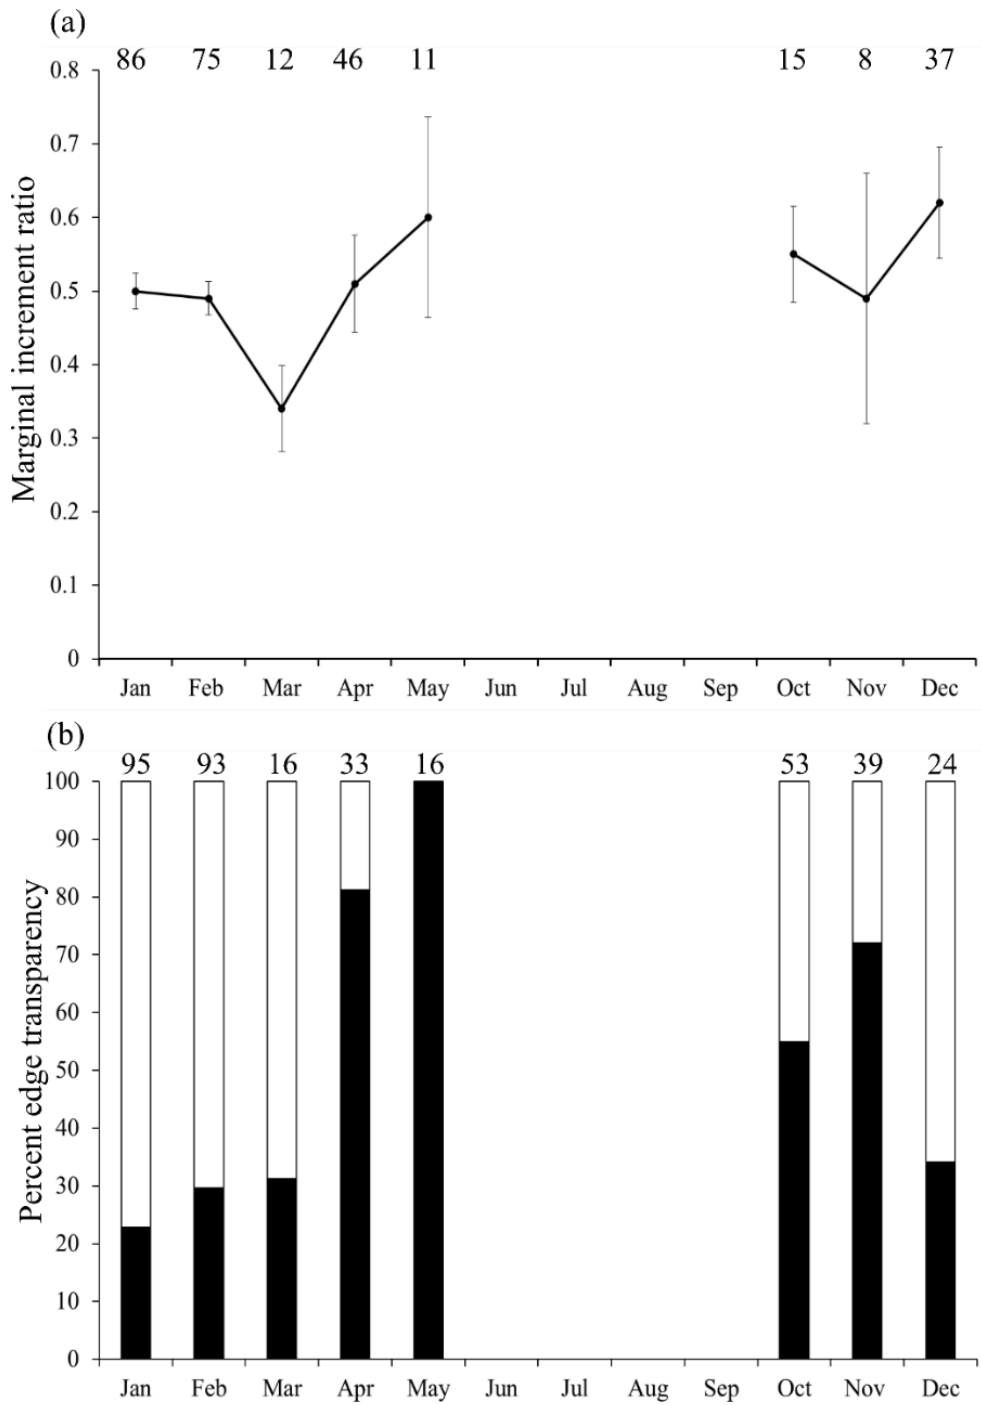 (a)
86 75 12 46 11 15 8 37
0.8
0.7
0.6
0.5
0.4
0.3
0.2
0.1
0
Marginal increment ratio
Jan Feb Mar Apr May Jun Jul Aug Sep Oct Nov Dec
(b)
95 93 16 33 16 53 39 24
100
90
80
70
60
50
40
30
20
10
0
Percent edge transparency
Jan Feb Mar Apr May Jun Jul Aug Sep Oct Nov Dec